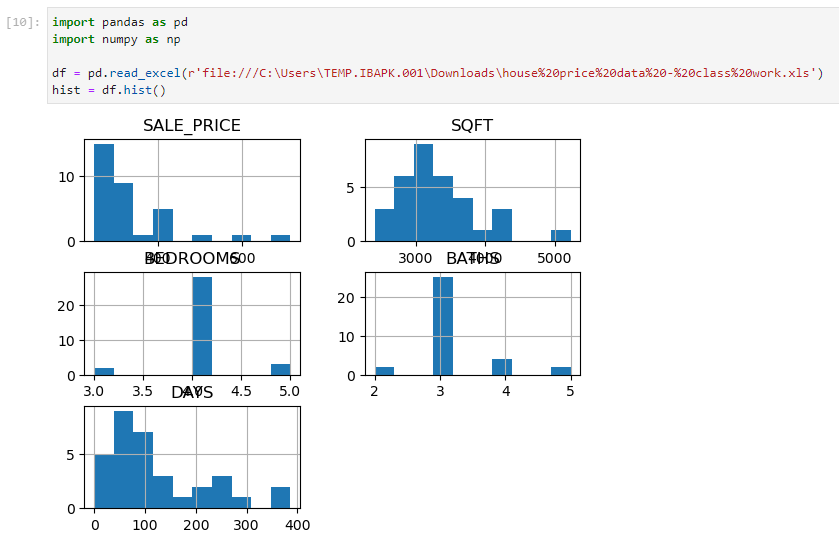 [10]: import pandas as pd
import numpy as np
df = pd.read_excel(r'file:///C:\Users\TEMP.IBAPK.001\Downloads\house%20price%20data%20-%20class%20work.xls')
hist = df.hist()
SALE_PRICE
10
0
SQFT
5
0
3000 4000 5000
BEDROOMS
20
10
0
3.0 3.5 4.0 4.5 5.0
BATHS
20
10
0
2 3 4 5
DAYS
5
0
0 100 200 300 400